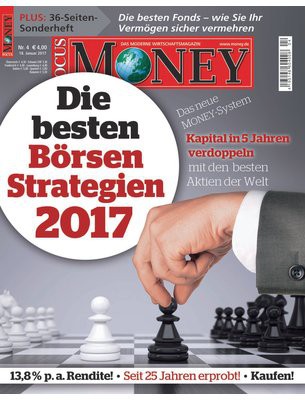 PLUS: 36-Seiten-
Sonderheft
Die besten Fonds – wie Sie Ihr
Vermögen sicher vermehren
DAS MODERNE WIRTSCHAFTSMAGAZIN
www.money.de
FOCUS
MONEY
Nr. 4 € 4,00
18. Januar 2017
Die
besten
Börsen
Strategien
2017
Das neue
MONEY-System
Kapital in 5 Jahren
verdoppeln
mit den besten
Aktien der Welt
13,8% p. a. Rendite! • Seit 25 Jahren erprobt! • Kaufen!